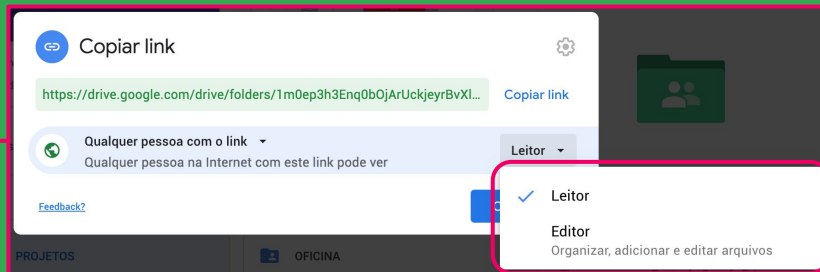 Copiar link
https://drive.google.com/drive/folders/1m0ep3h3Enq0bOjArUckjeyrBvXl...
Copiar link
Qualquer pessoa com o link
Leitor
Qualquer pessoa na Internet com este link pode ver
Feedback?
Leitor
Editor
Organizar, adicionar e editar arquivos
PROJETOS
OFICINA